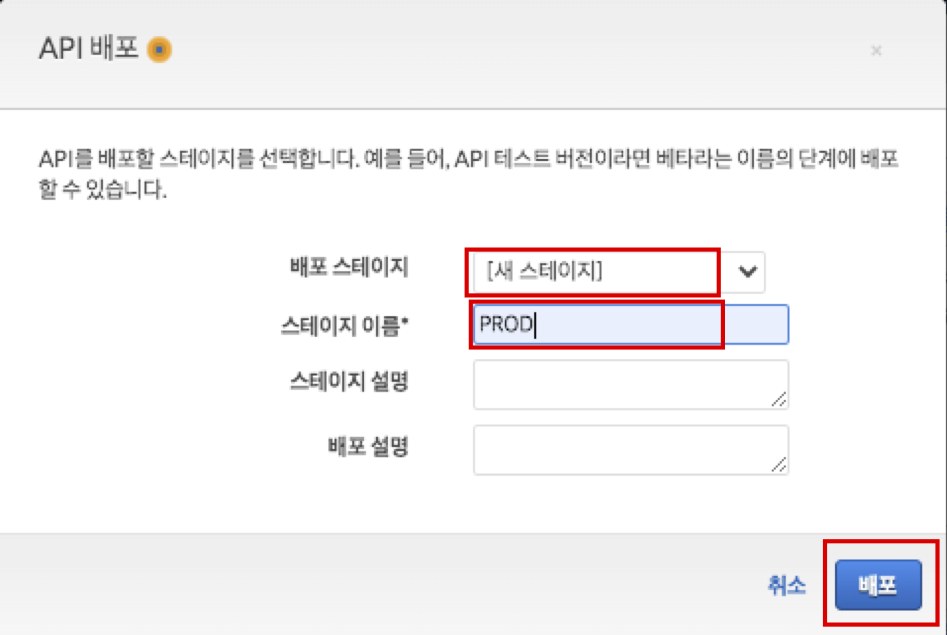 API 배포
×
API를 배포할 스테이지를 선택합니다. 예를 들어, API 테스트 버전이라면 베타라는 이름의 단계에 배포
할 수 있습니다.
배포 스테이지 [새 스테이지]
스테이지 이름* PROD
스테이지 설명
배포 설명
취소 배포